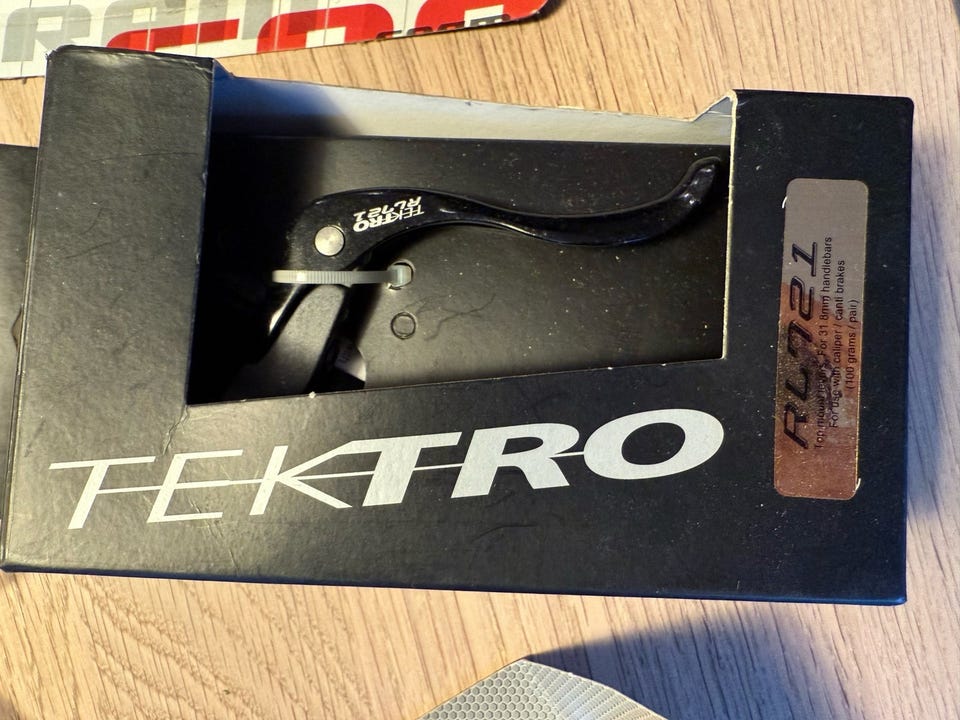 TEKTRO
RL721
TEKTRO
RL721
Top mount levers. For 31.8mm handlebars
For use with caliper / canti brakes
(100 grams / pair)